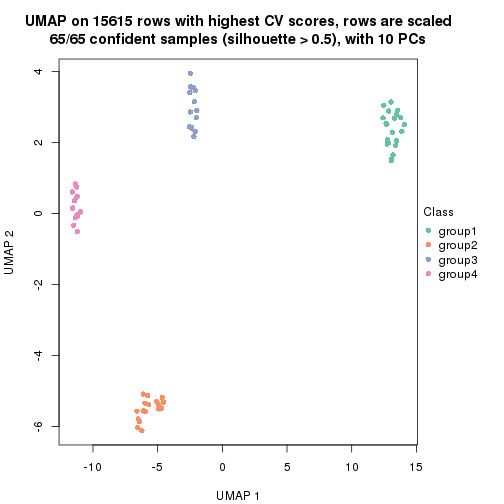 UMAP on 15615 rows with highest CV scores, rows are scaled
65/65 confident samples (silhouette > 0.5), with 10 PCs
4
2
0
-2
-4
-6
UMAP 2
-10
-5
0
5
10
15
UMAP 1
Class
group1
group2
group3
group4